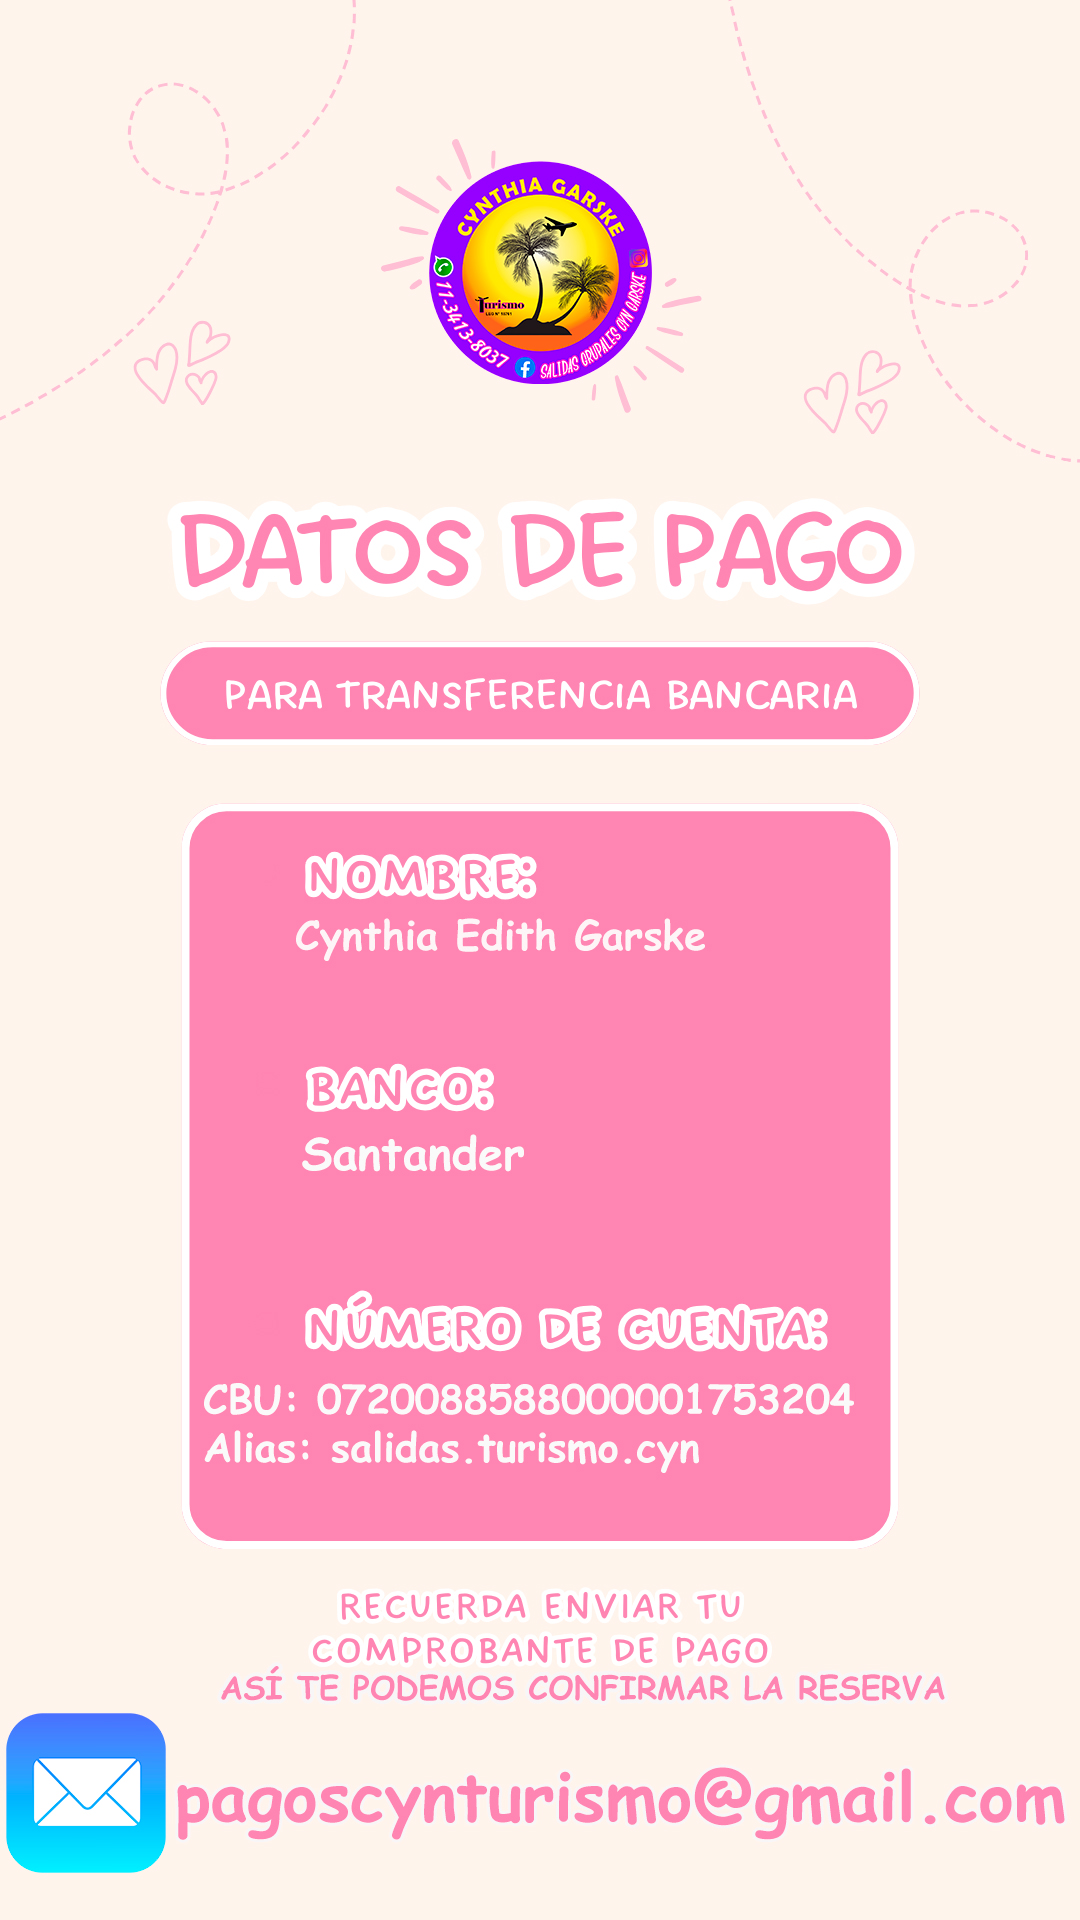 CYNTHIA GARSKE
Turismo
11-3413-8037
SALIDAS GRUPALES CYN GARSKE
DATOS DE PAGO
PARA TRANSFERENCIA BANCARIA
NOMBRE:
Cynthia Edith Garske
BANCO:
Santander
NÚMERO DE CUENTA:
CBU: 0720088588000001753204
Alias: salidas.turismo.cyn
RECUERDA ENVIAR TU
COMPROBANTE DE PAGO
ASÍ TE PODEMOS CONFIRMAR LA RESERVA
pagoscynturismo@gmail.com